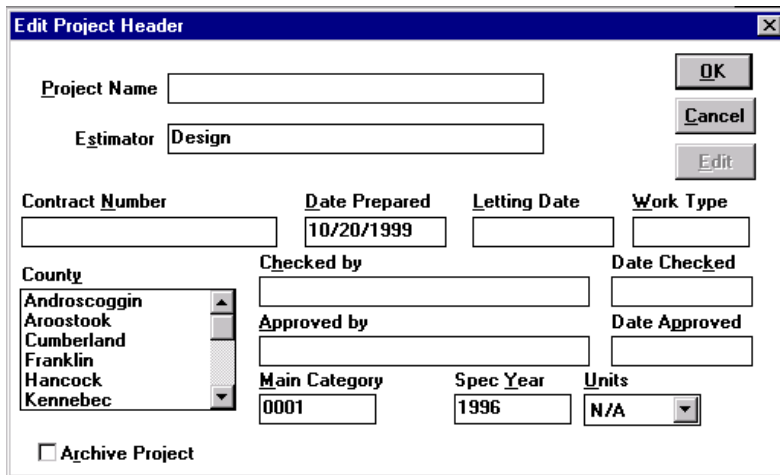 Edit Project Header
Project Name
OK
Estimator Design
Cancel
Edit
Contract Number Date Prepared Letting Date Work Type
10/20/1999
County Checked by Date Checked
Androscoggin
Aroostook
Cumberland
Franklin
Hancock
Kennebec
Approved by Date Approved
Main Category Spec Year Units
0001 1996 N/A
Archive Project